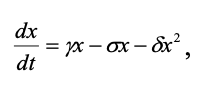 dx/dt = γx − σx − δx²,